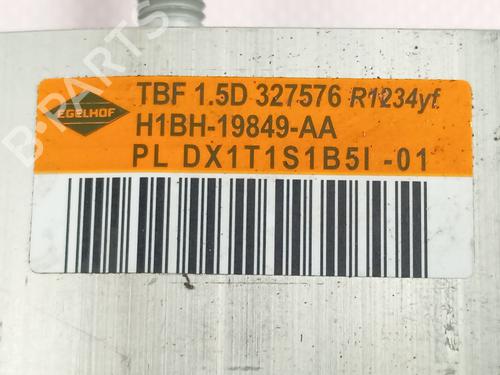 EGELHOF
TBF 1.5D 327576 R1234yf
H1BH-19849-AA
PL DX1T1S1B5I -01
B-PARTS